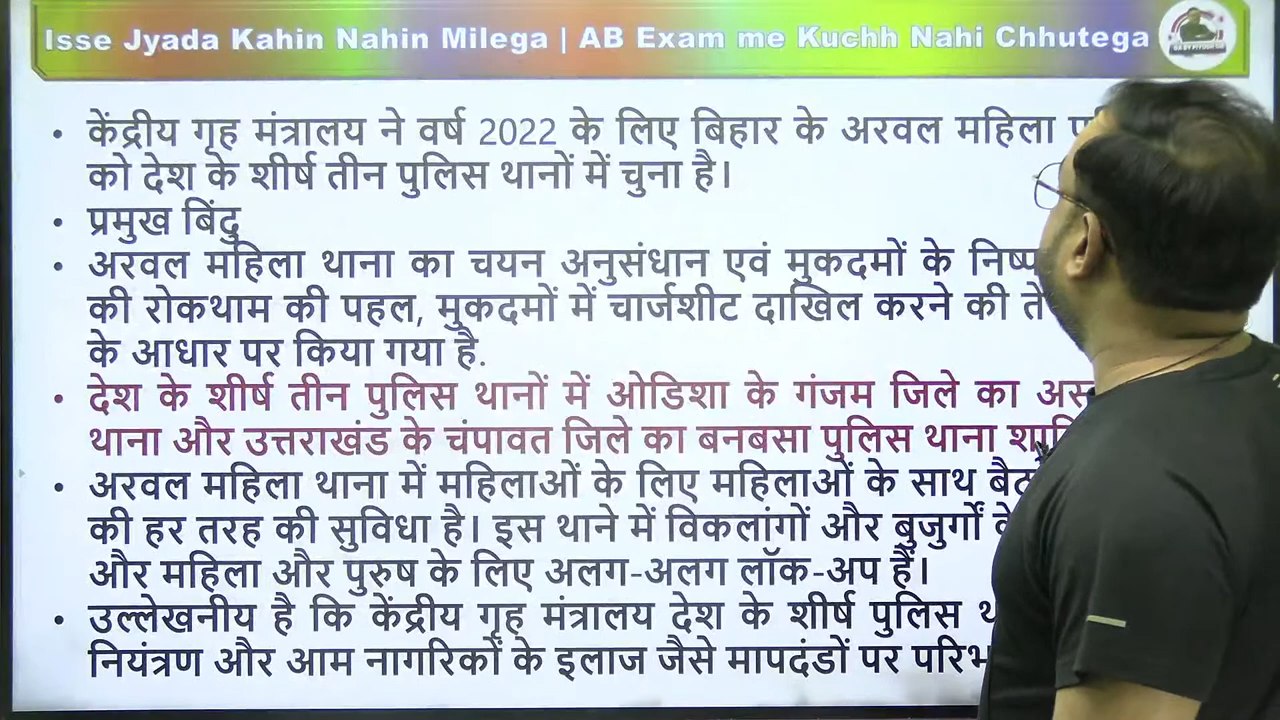 Isse Jyada Kahin Nahin Milega | AB Exam me Kuchh Nahi Chhutega
• केंद्रीय गृह मंत्रालय ने वर्ष 2022 के लिए बिहार के अरवल महिला
को देश के शीर्ष तीन पुलिस थानों में चुना है।
• प्रमुख बिंदु
• अरवल महिला थाना का चयन अनुसंधान एवं मुकदमों के
की रोकथाम की पहल, मुकदमों में चार्जशीट दाखिल करने की
के आधार पर किया गया है.
• देश के शीर्ष तीन पुलिस थानों में ओडिशा के गंजम जिले का
थाना और उत्तराखंड के चंपावत जिले का बनबसा पुलिस थाना
• अरवल महिला थाना में महिलाओं के लिए महिलाओं के साथ
की हर तरह की सुविधा है। इस थाने में विकलांगों और बुजुर्गों
और महिला और पुरुष के लिए अलग-अलग लॉक-अप हैं।
• उल्लेखनीय है कि केंद्रीय गृह मंत्रालय देश के शीर्ष पुलिस
नियंत्रण और आम नागरिकों के इलाज जैसे मापदंडों पर